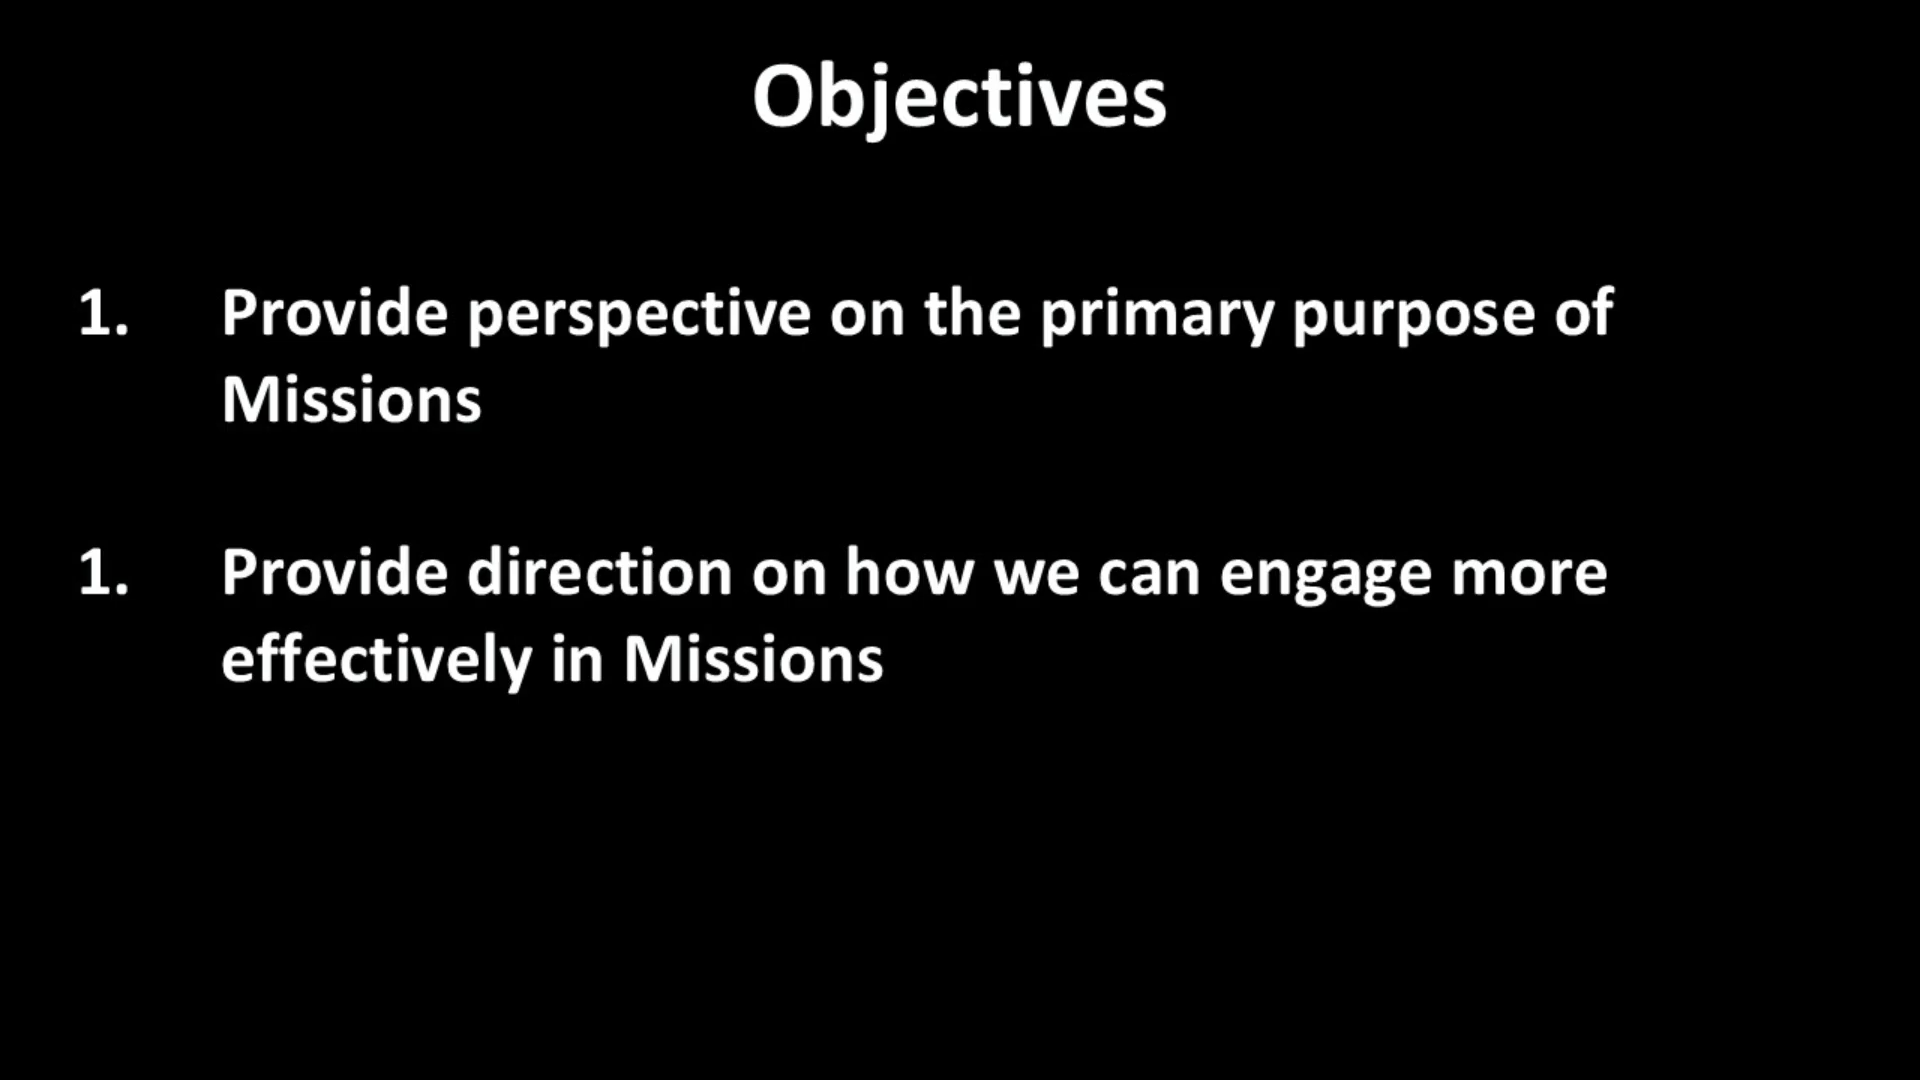 Objectives
1. Provide perspective on the primary purpose of
Missions
1. Provide direction on how we can engage more
effectively in Missions